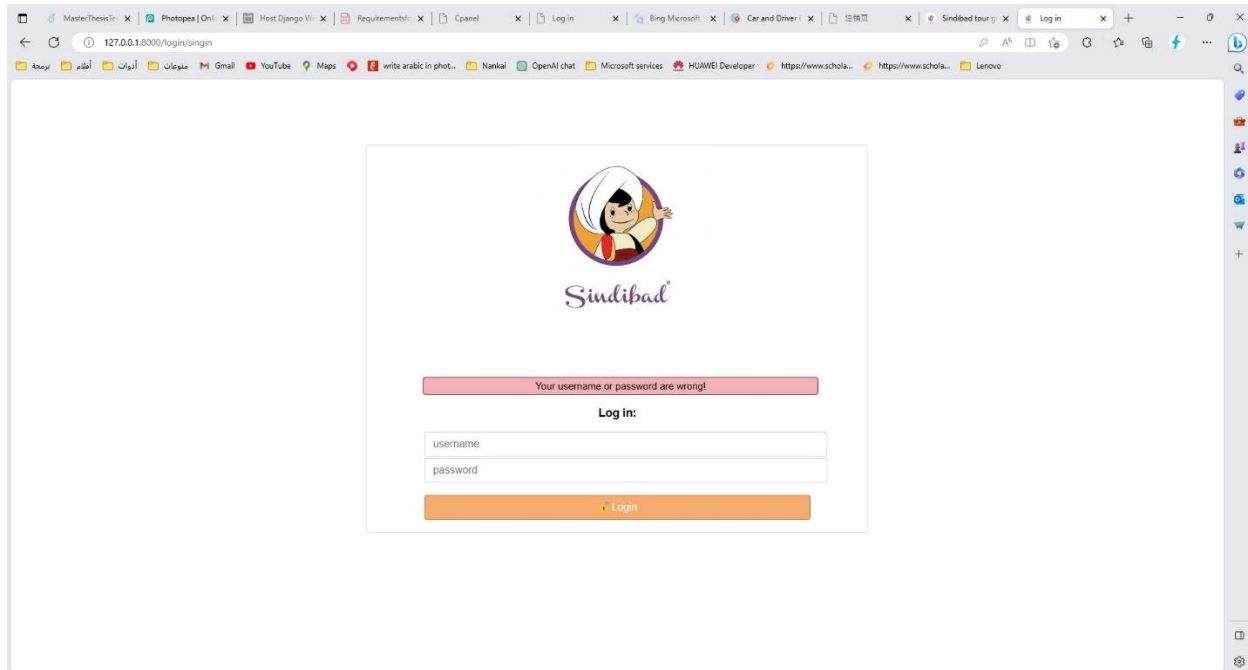 MasterThesisTe
Photopea | Onli
Host Django W
Requirementsfo
Cpanel
Log in
Bing Microsoft
Car and Driver
Sindibad tour g
Log in
127.0.0.1:8000/login/singin
برمجة
أفلام
أدوات
منوعات
Gmail
YouTube
Maps
write arabic in phot...
Nankai
OpenAI chat
Microsoft services
HUAWEI Developer
https://www.schola...
https://www.schola...
Lenovo
Sindibad
Your username or password are wrong!
Log in:
username
password
Login